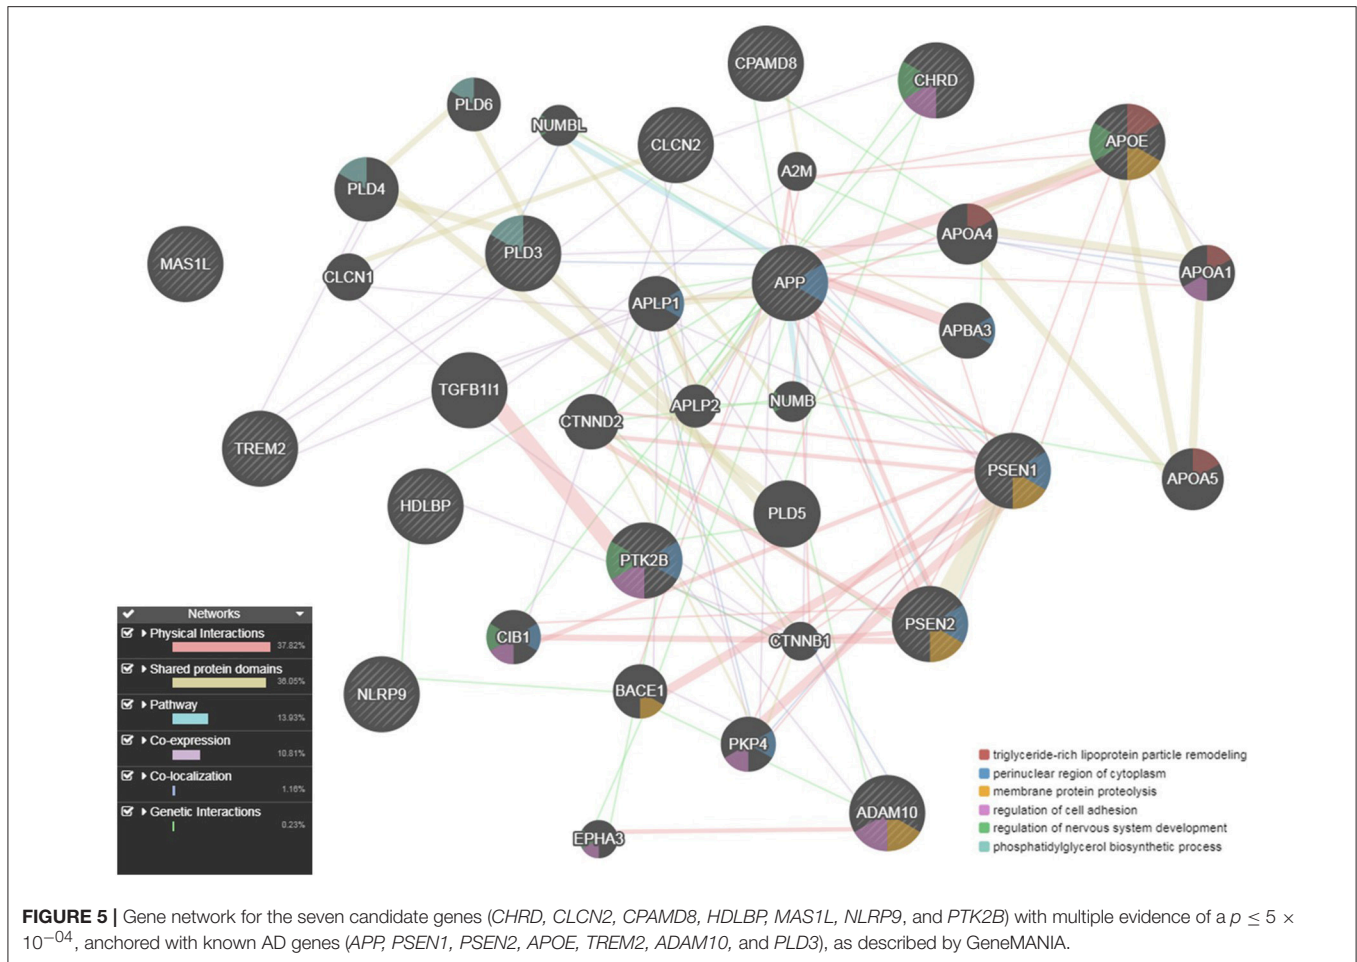 CPAMD8
CHRD
PLD6
NUMBL
CLCN2
APOE
A2M
PLD4
APOA4
PLD3
MAS1L
CLCN1
APP
APOA1
APLP1
APBA3
TGFB1I1
APLP2
NUMB
CTNND2
TREM2
PSEN1
APOA5
HDLBP
PLD5
PTK2B
PSEN2
CIB1
CTNNB1
NLRP9
BACE1
PKP4
ADAM10
EPHA3
Networks
Physical Interactions
37.82%
Shared protein domains
36.05%
Pathway
13.93%
Co-expression
10.81%
Co-localization
1.16%
Genetic Interactions
0.23%
triglyceride-rich lipoprotein particle remodeling
perinuclear region of cytoplasm
membrane protein proteolysis
regulation of cell adhesion
regulation of nervous system development
phosphatidylglycerol biosynthetic process
FIGURE 5 | Gene network for the seven candidate genes (CHRD, CLCN2, CPAMD8, HDLBP, MAS1L, NLRP9, and PTK2B) with multiple evidence of a p ≤ 5 ×
10−04, anchored with known AD genes (APP, PSEN1, PSEN2, APOE, TREM2, ADAM10, and PLD3), as described by GeneMANIA.